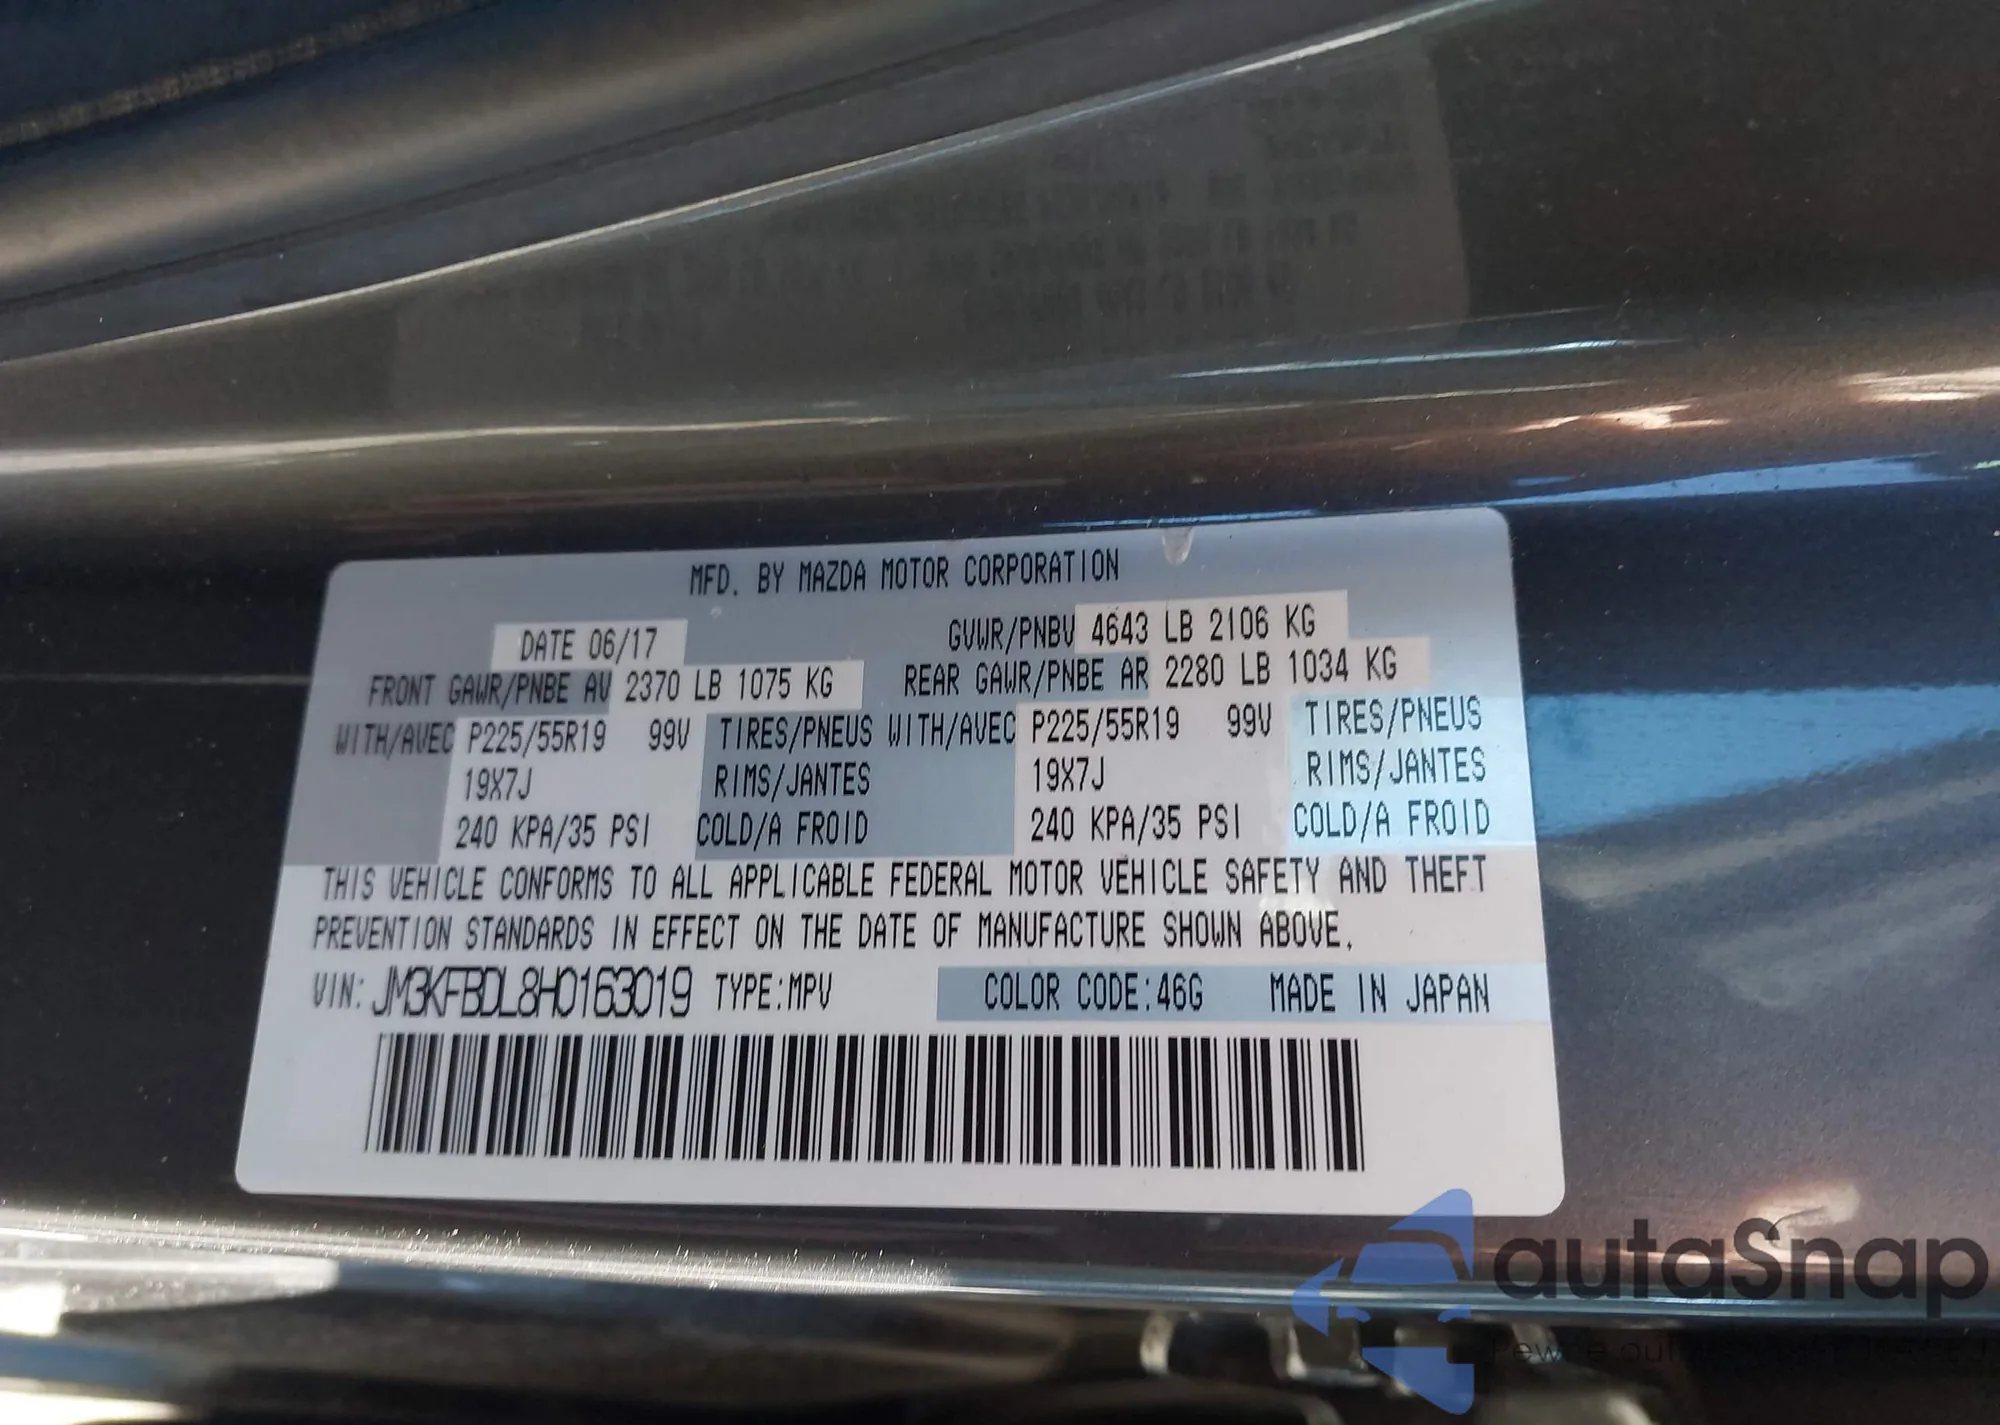 MFD. BY MAZDA MOTOR CORPORATION
DATE 06/17 GVWR/PNBV 4643 LB 2106 KG
FRONT GAWR/PNBE AV 2370 LB 1075 KG REAR GAWR/PNBE AR 2280 LB 1034 KG
WITH/AVEC P225/55R19 99V TIRES/PNEUS WITH/AVEC P225/55R19 99V TIRES/PNEUS
19X7J RIMS/JANTES 19X7J RIMS/JANTES
240 KPA/35 PSI COLD/A FROID 240 KPA/35 PSI COLD/A FROID
THIS VEHICLE CONFORMS TO ALL APPLICABLE FEDERAL MOTOR VEHICLE SAFETY AND THEFT
PREVENTION STANDARDS IN EFFECT ON THE DATE OF MANUFACTURE SHOWN ABOVE.
VIN: JM3KFBDL8H0163019 TYPE:MPV COLOR CODE:46G MADE IN JAPAN
autaSnap